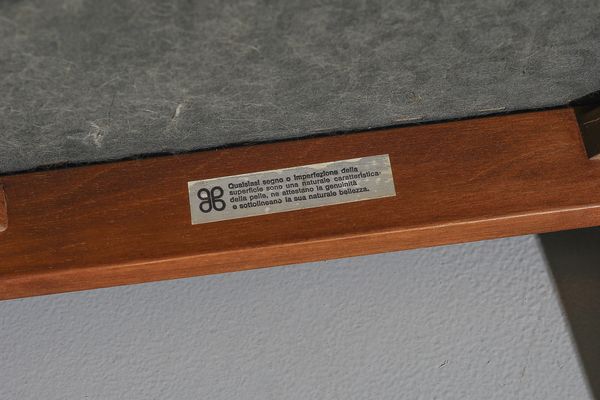 Qualsiasi segno o imperfezione della
superficie sono una naturale caratteristica
della pelle, ne attestano la genuinità
e sottolineano la sua naturale bellezza.